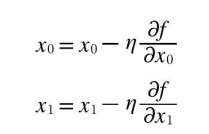 x₀ = x₀ − η ∂f/∂x₀
x₁ = x₁ − η ∂f/∂x₁